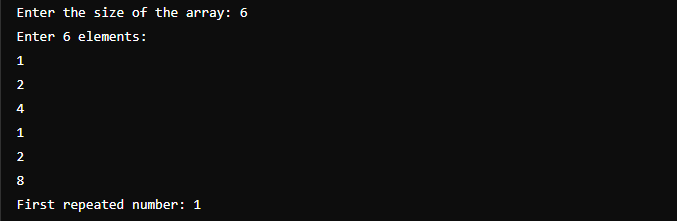 Enter the size of the array: 6
Enter 6 elements:
1
2
4
1
2
8
First repeated number: 1